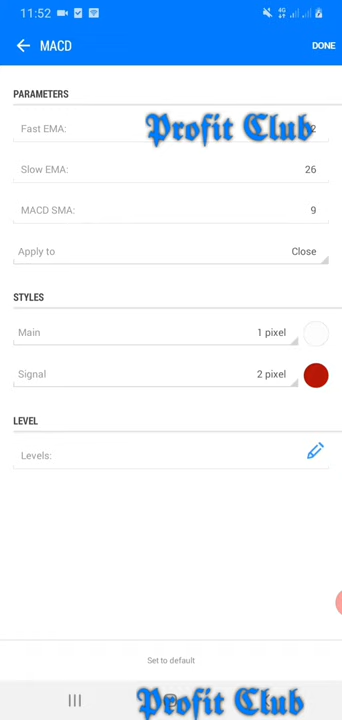 11:52
4G
MACD
DONE
PARAMETERS
Fast EMA:
Profit Club
Slow EMA: 26
MACD SMA: 9
Apply to Close
STYLES
Main 1 pixel
Signal 2 pixel
LEVEL
Levels:
Set to default
Profit Club